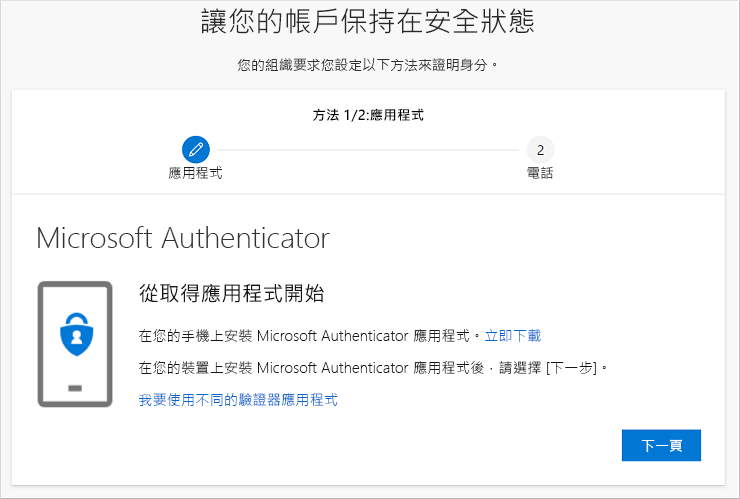 讓您的帳戶保持在安全狀態
您的組織要求您設定以下方法來證明身分。
方法 1/2:應用程式
2
應用程式
電話
Microsoft Authenticator
從取得應用程式開始
在您的手機上安裝 Microsoft Authenticator 應用程式。立即下載
在您的裝置上安裝 Microsoft Authenticator 應用程式後，請選擇 [下一步]。
我要使用不同的驗證器應用程式
下一頁